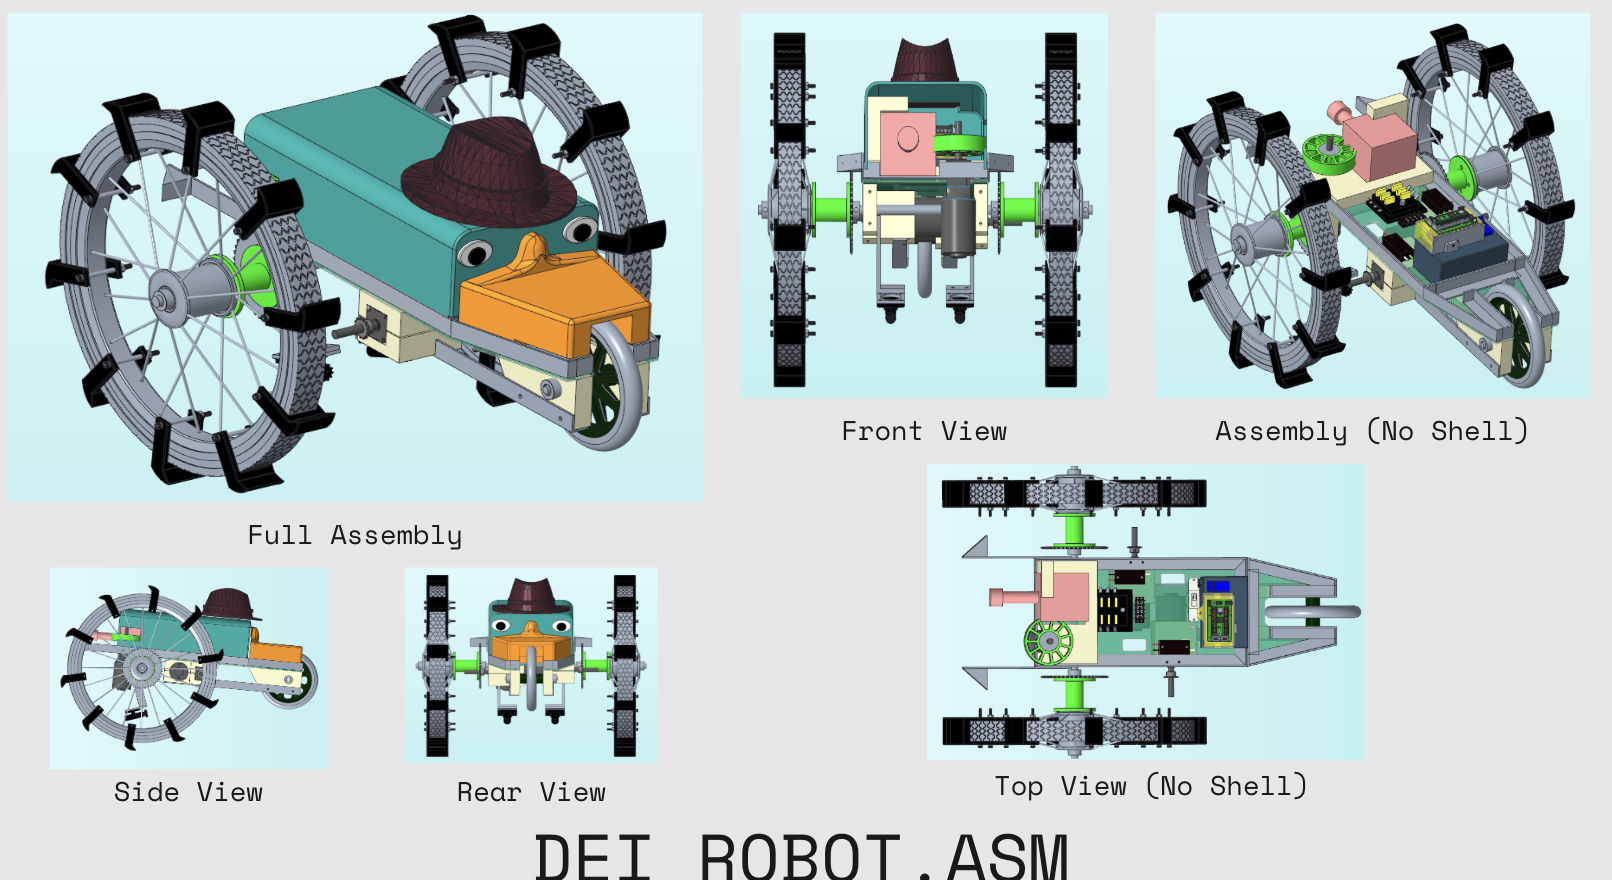 Front View
Assembly (No Shell)
Full Assembly
Side View
Rear View
Top View (No Shell)
DEI ROBOT.ASM